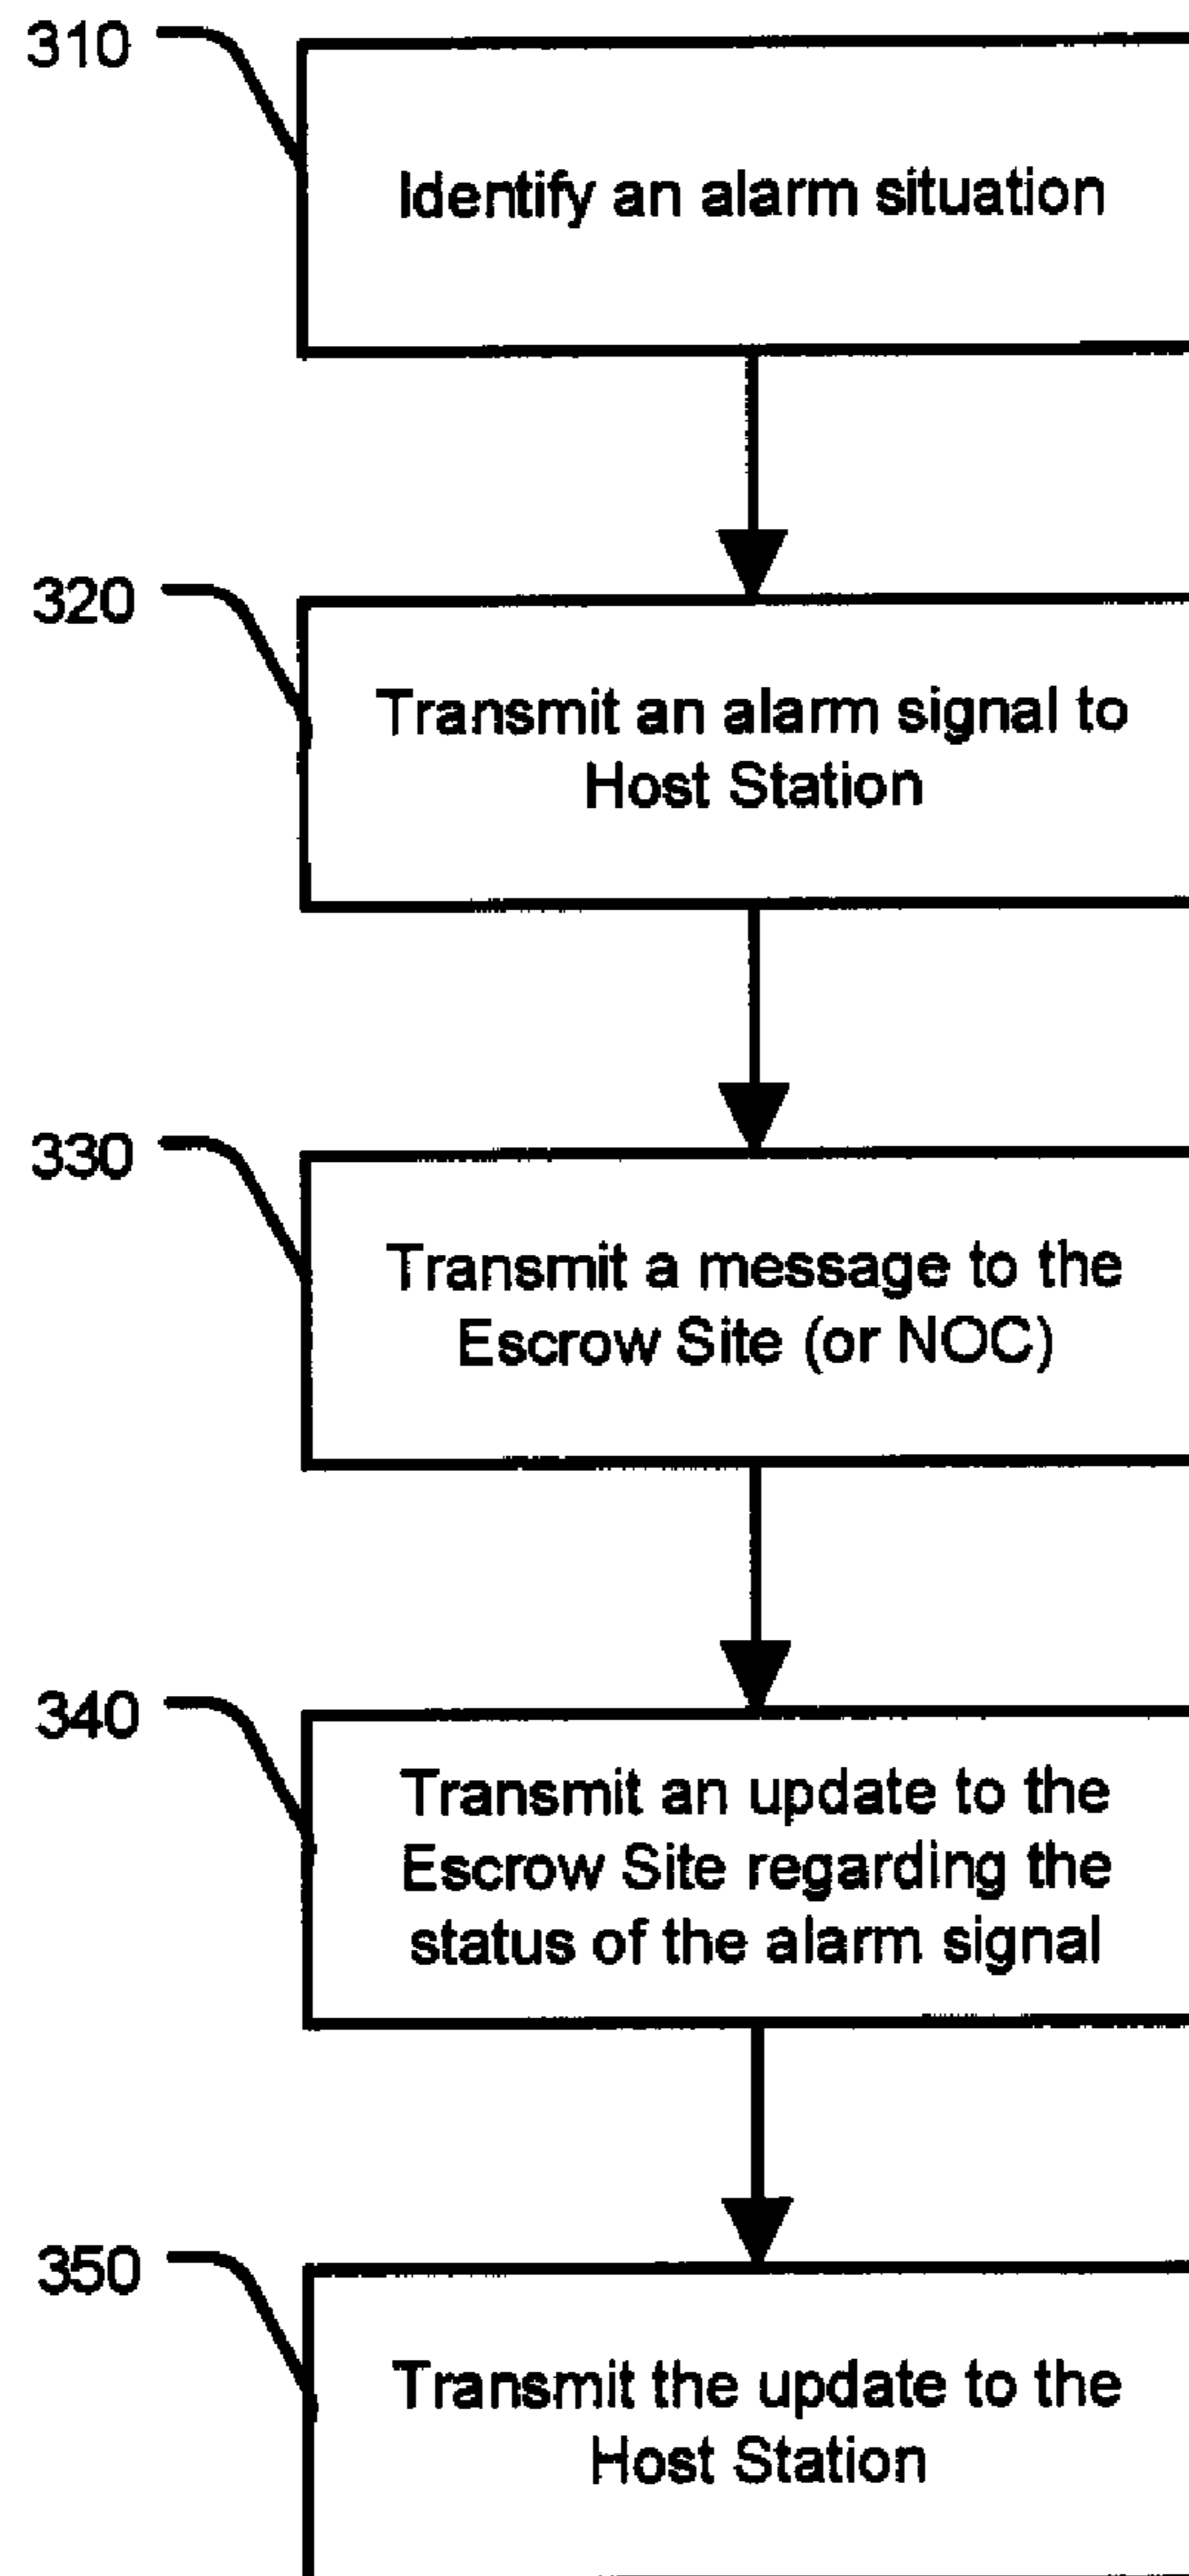 310
Identify an alarm situation
320
Transmit an alarm signal to
Host Station
330
Transmit a message to the
Escrow Site (or NOC)
340
Transmit an update to the
Escrow Site regarding the
status of the alarm signal
350
Transmit the update to the
Host Station